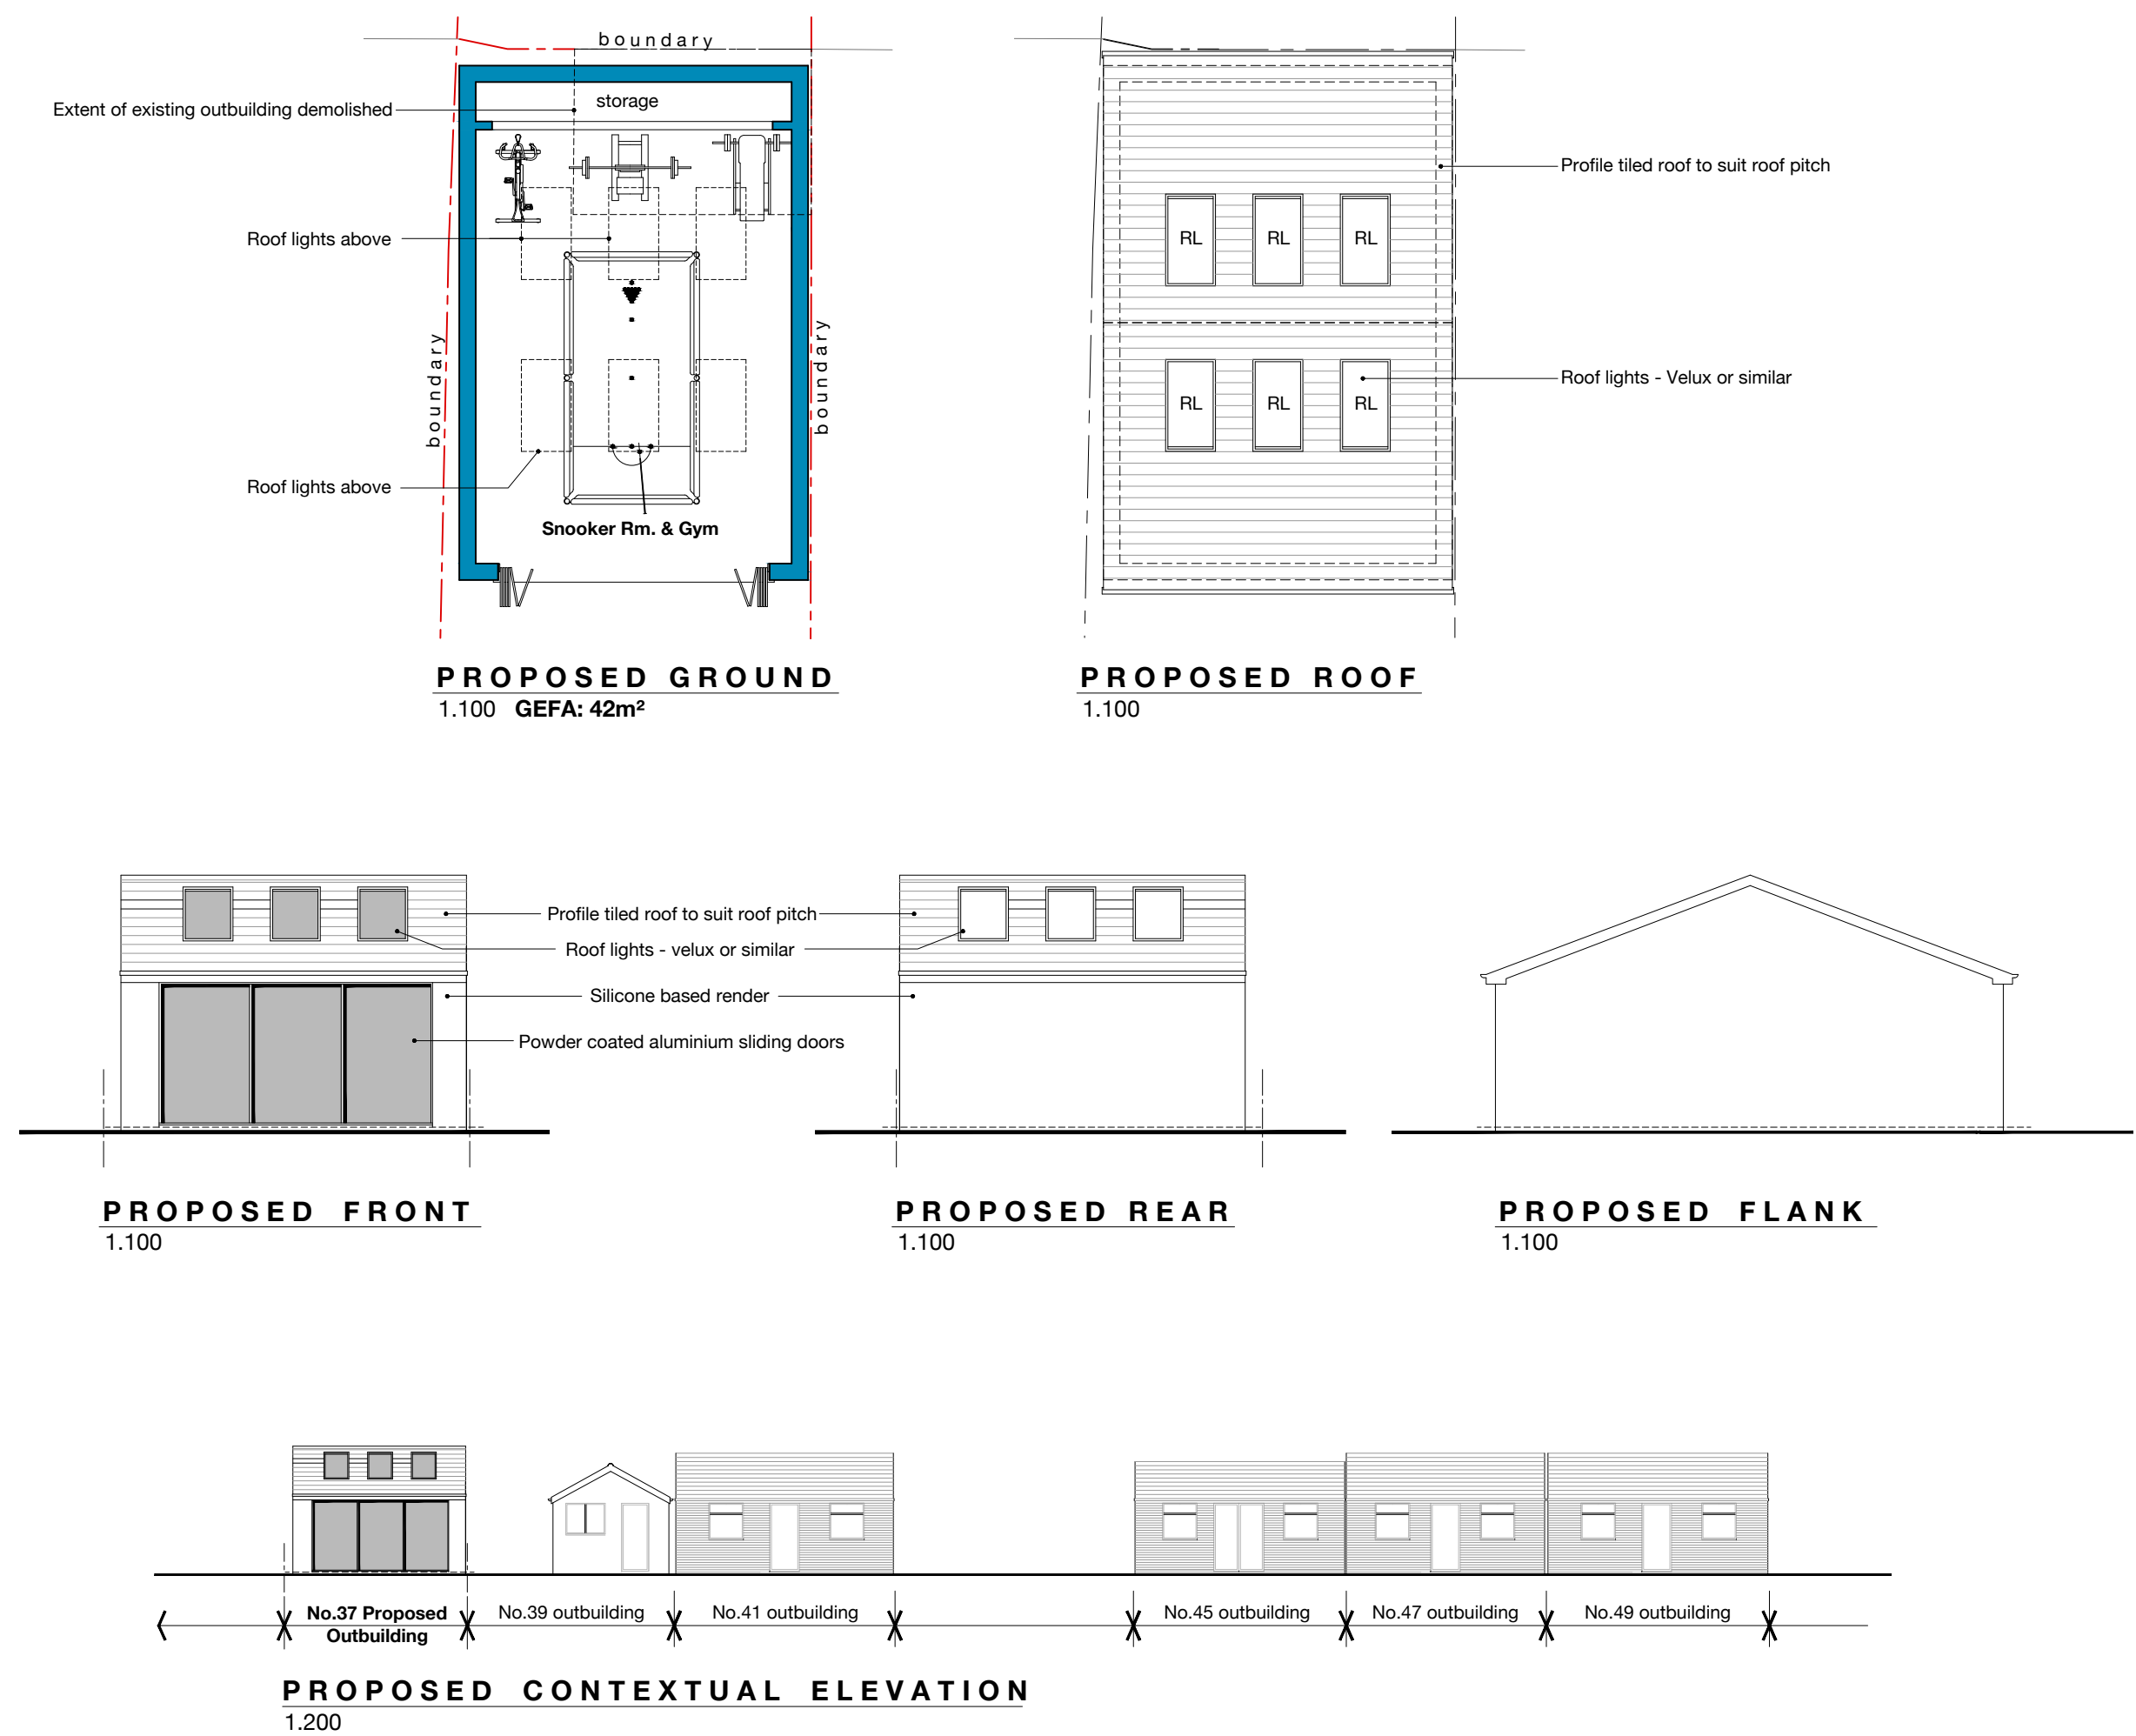 boundary
Extent of existing outbuilding demolished
storage
Roof lights above
boundary
boundary
Roof lights above
Snooker Rm. & Gym
PROPOSED GROUND
1.100 GEFA: 42m²
Profile tiled roof to suit roof pitch
RL RL RL
Roof lights - Velux or similar
RL RL RL
PROPOSED ROOF
1.100
Profile tiled roof to suit roof pitch
Roof lights - velux or similar
Silicone based render
Powder coated aluminium sliding doors
PROPOSED FRONT
1.100
PROPOSED REAR
1.100
PROPOSED FLANK
1.100
No.37 Proposed
Outbuilding
No.39 outbuilding
No.41 outbuilding
No.45 outbuilding
No.47 outbuilding
No.49 outbuilding
PROPOSED CONTEXTUAL ELEVATION
1.200